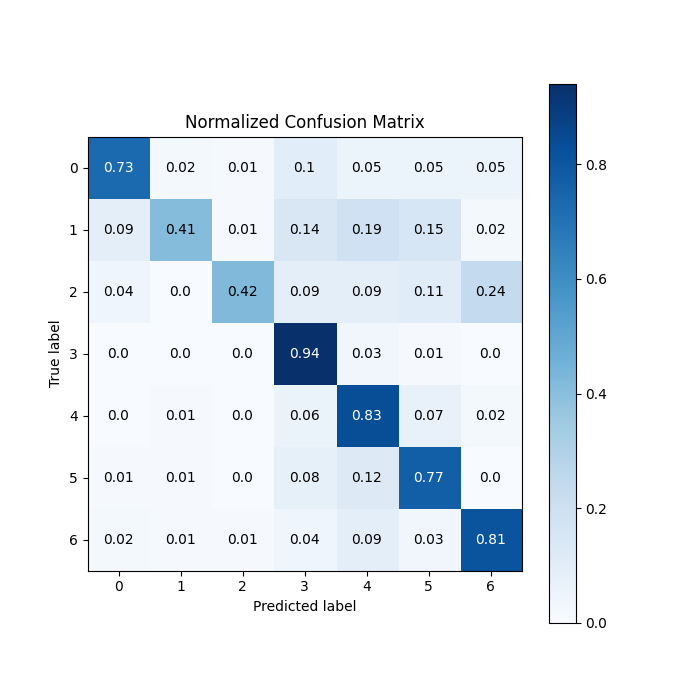 Normalized Confusion Matrix
True label
0 0.73 0.02 0.01 0.1 0.05 0.05 0.05
1 0.09 0.41 0.01 0.14 0.19 0.15 0.02
2 0.04 0.0 0.42 0.09 0.09 0.11 0.24
3 0.0 0.0 0.0 0.94 0.03 0.01 0.0
4 0.0 0.01 0.0 0.06 0.83 0.07 0.02
5 0.01 0.01 0.0 0.08 0.12 0.77 0.0
6 0.02 0.01 0.01 0.04 0.09 0.03 0.81
0 1 2 3 4 5 6
Predicted label
0.8
0.6
0.4
0.2
0.0